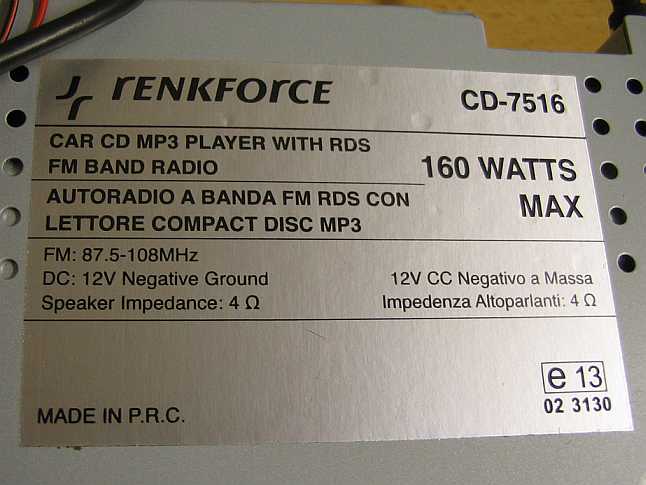 renkforce
CD-7516
CAR CD MP3 PLAYER WITH RDS
FM BAND RADIO
160 WATTS
MAX
AUTORADIO A BANDA FM RDS CON
LETTORE COMPACT DISC MP3
FM: 87.5-108MHz
DC: 12V Negative Ground
12V CC Negativo a Massa
Speaker Impedance: 4 Ω
Impedenza Altoparlanti: 4 Ω
e 13
02 3130
MADE IN P.R.C.